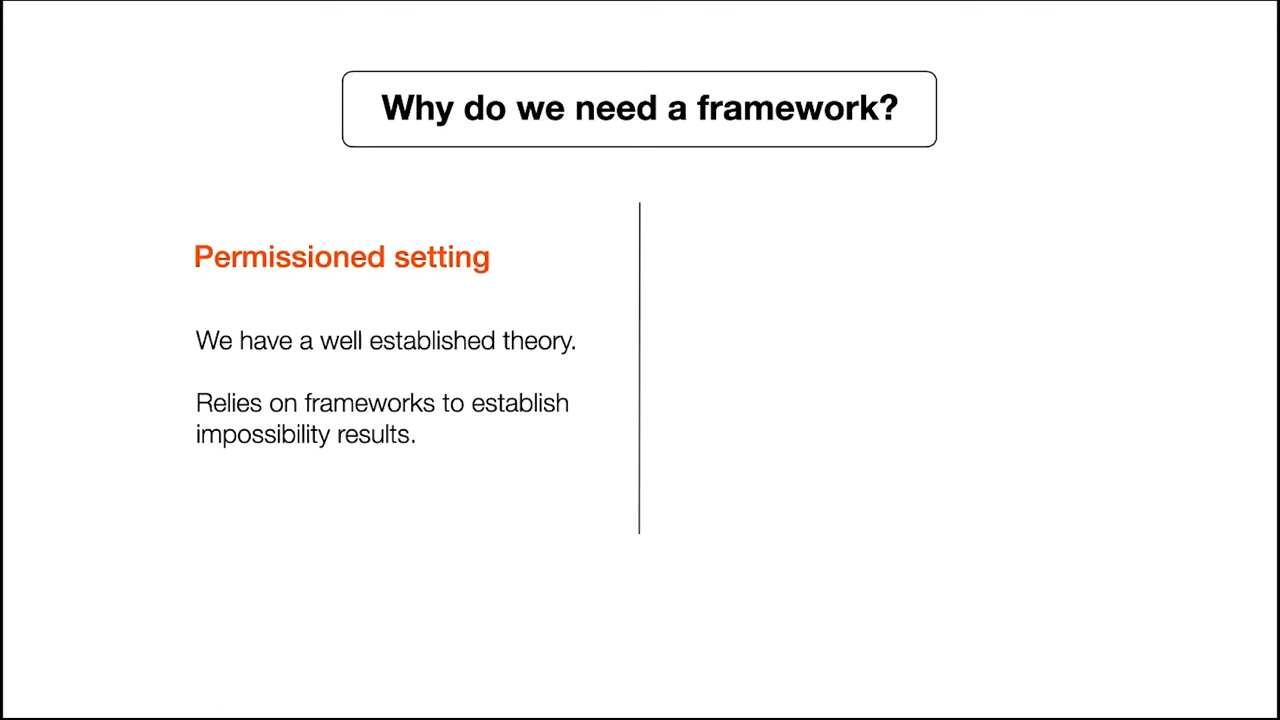 Why do we need a framework?
Permissioned setting
We have a well established theory.
Relies on frameworks to establish
impossibility results.